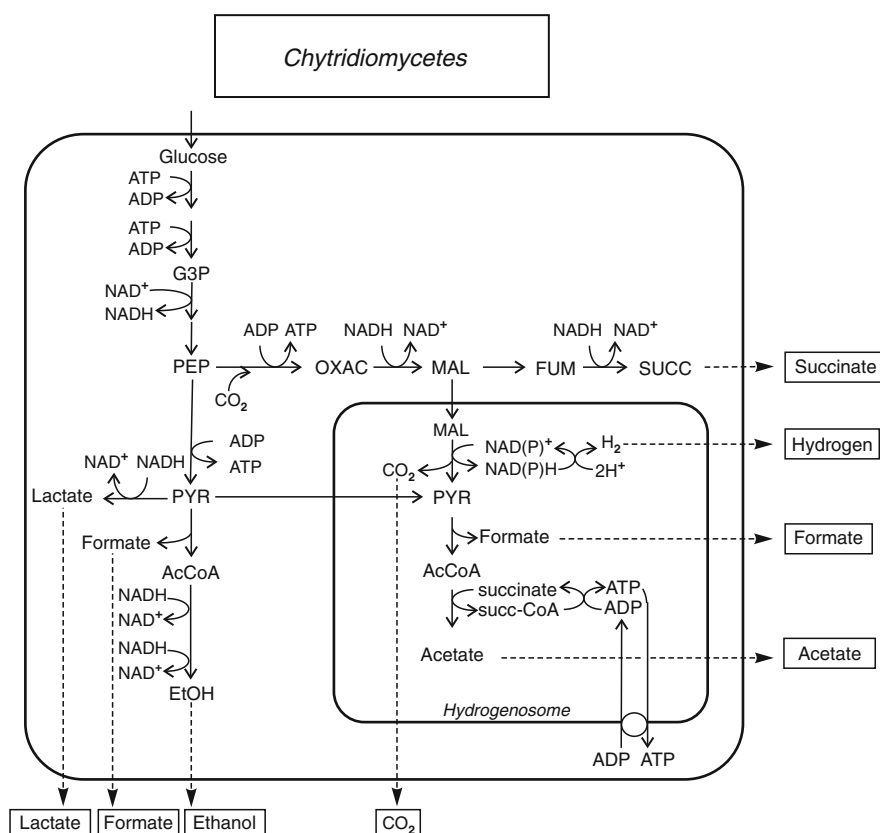 Chytridiomycetes
Glucose
ATP
ADP
ATP
ADP
G3P
NAD⁺
NADH
ADP ATP
NADH NAD⁺
NADH NAD⁺
PEP
OXAC
MAL
FUM
SUCC
Succinate
CO₂
MAL
ADP
ATP
NAD(P)⁺
H₂
Hydrogen
NAD⁺ NADH
CO₂
NAD(P)H
2H⁺
Lactate
PYR
PYR
Formate
Formate
Formate
AcCoA
AcCoA
NADH
NAD⁺
succinate
ATP
succ-CoA
ADP
NADH
NAD⁺
Acetate
Acetate
EtOH
Hydrogenosome
ADP ATP
Lactate
Formate
Ethanol
CO₂